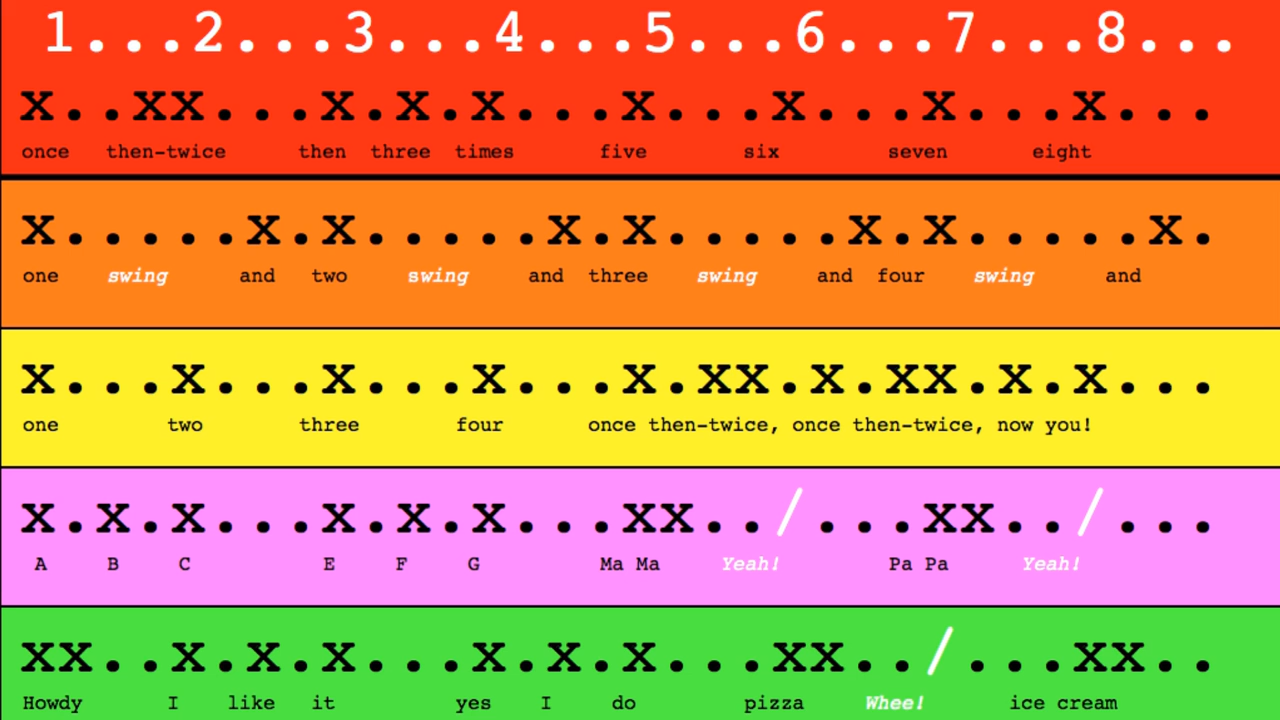 1...2...3...4...5...6...7...8...
x..xx...x.x.x...x...x...x...x...
once then-twice then three times five six seven eight
x.....x.x.....x.x.....x.x.....x.
one swing and two swing and three swing and four swing and
x...x...x...x...x.xx.x.xx.x.x...
one two three four once then-twice, once then-twice, now you!
x.x.x...x.x.x...xx../...xx../...
A B C E F G Ma Ma Yeah! Pa Pa Yeah!
xx..x.x.x...x.x.x...xx../...xx..
Howdy I like it yes I do pizza Whee! ice cream